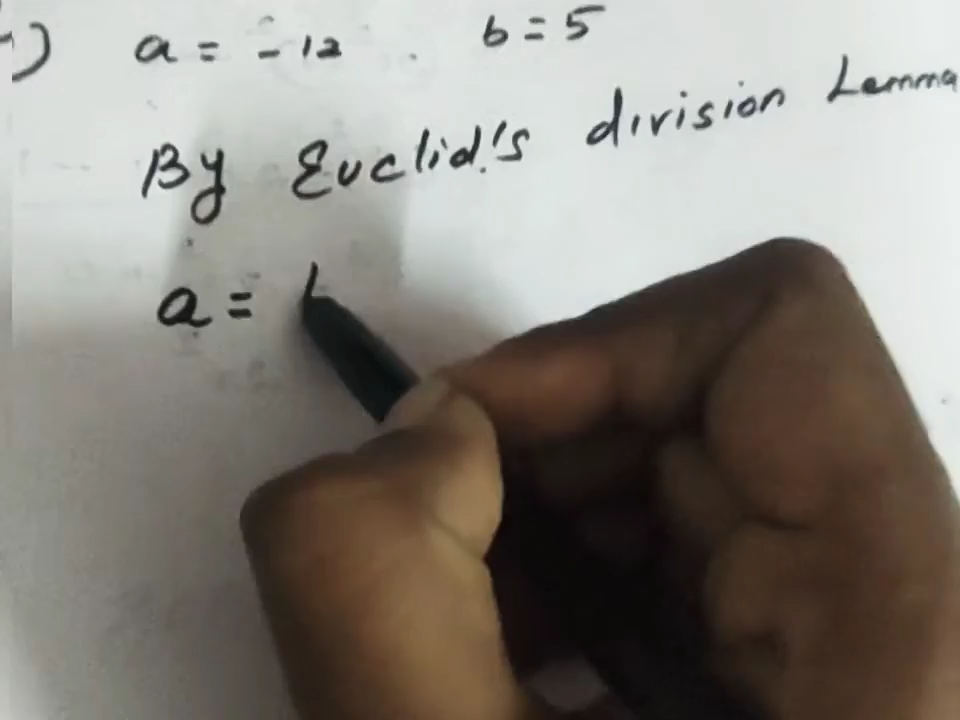 a = -12 . b = 5
By Euclid's division Lemma
a =